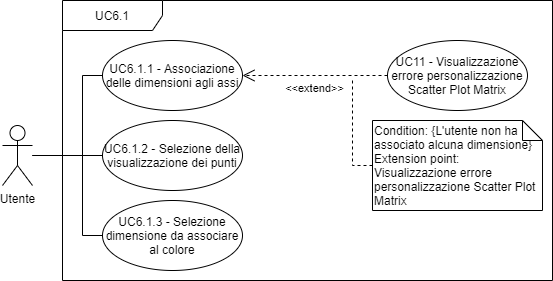 UC6.1
UC6.1.1 - Associazione
delle dimensioni agli assi
UC11 - Visualizzazione
errore personalizzazione
Scatter Plot Matrix
<<extend>>
Condition: {L'utente non ha
associato alcuna dimensione}
Extension point:
Visualizzazione errore
personalizzazione Scatter Plot
Matrix
UC6.1.2 - Selezione della
visualizzazione dei punti
Utente
UC6.1.3 - Selezione
dimensione da associare
al colore